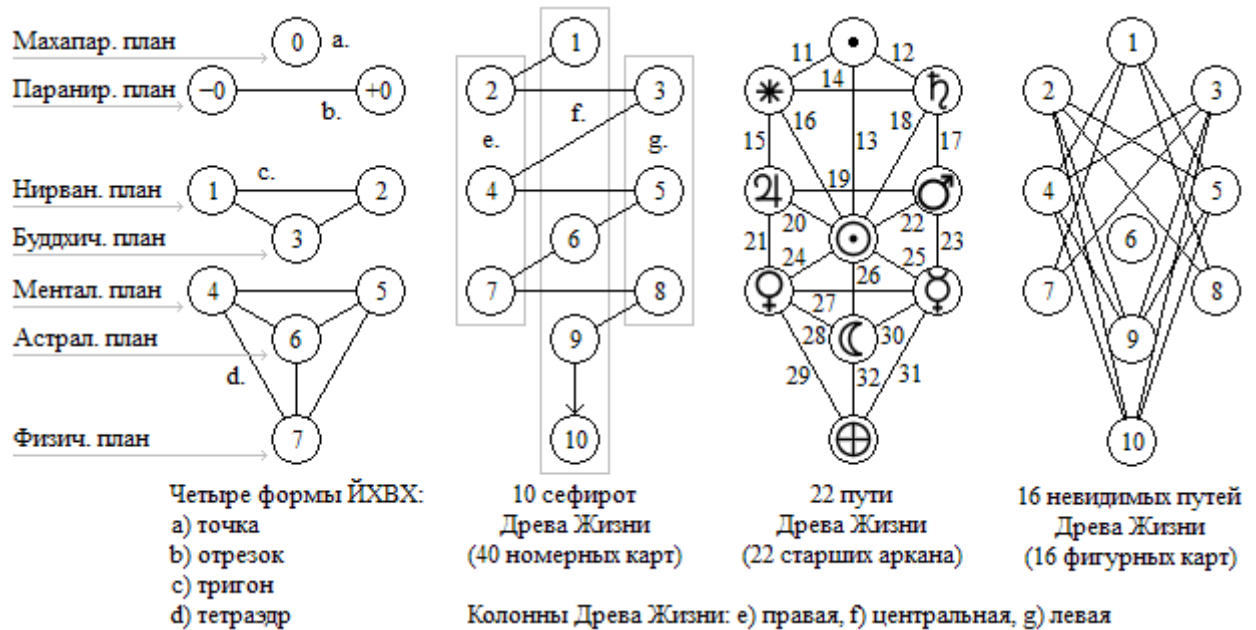 Махапар. план
0
a.
Паранир. план
−0
+0
b.
Нирван. план
1
c.
2
Буддхич. план
3
Ментал. план
4
5
Астрал. план
6
d.
Физич. план
7
Четыре формы ЙХВХ:
a) точка
b) отрезок
c) тригон
d) тетраэдр
1
2
3
e.
f.
g.
4
5
6
7
8
9
10
10 сефирот
Древа Жизни
(40 номерных карт)
11
12
14
16
18
15
13
17
19
20
22
21
23
24
25
26
27
28
30
29
32
31
22 пути
Древа Жизни
(22 старших аркана)
1
2
3
4
5
6
7
8
9
10
16 невидимых путей
Древа Жизни
(16 фигурных карт)
Колонны Древа Жизни: e) правая, f) центральная, g) левая